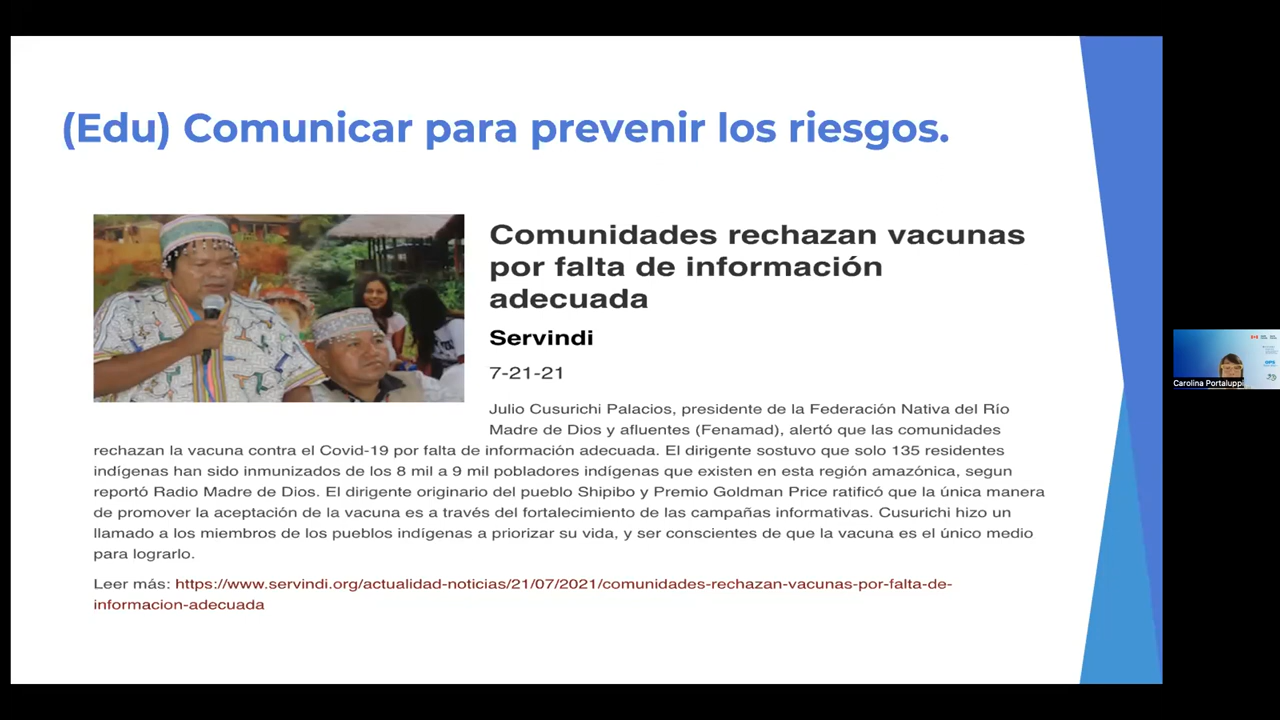 (Edu) Comunicar para prevenir los riesgos.
Comunidades rechazan vacunas
por falta de información
adecuada
Servindi
7-21-21
Julio Cusurichi Palacios, presidente de la Federación Nativa del Río
Madre de Dios y afluentes (Fenamad), alertó que las comunidades
rechazan la vacuna contra el Covid-19 por falta de información adecuada. El dirigente sostuvo que solo 135 residentes
indígenas han sido inmunizados de los 8 mil a 9 mil pobladores indígenas que existen en esta región amazónica, segun
reportó Radio Madre de Dios. El dirigente originario del pueblo Shipibo y Premio Goldman Price ratificó que la única manera
de promover la aceptación de la vacuna es a través del fortalecimiento de las campañas informativas. Cusurichi hizo un
llamado a los miembros de los pueblos indígenas a priorizar su vida, y ser conscientes de que la vacuna es el único medio
para lograrlo.
Leer más: https://www.servindi.org/actualidad-noticias/21/07/2021/comunidades-rechazan-vacunas-por-falta-de-
informacion-adecuada
Carolina Portaluppi